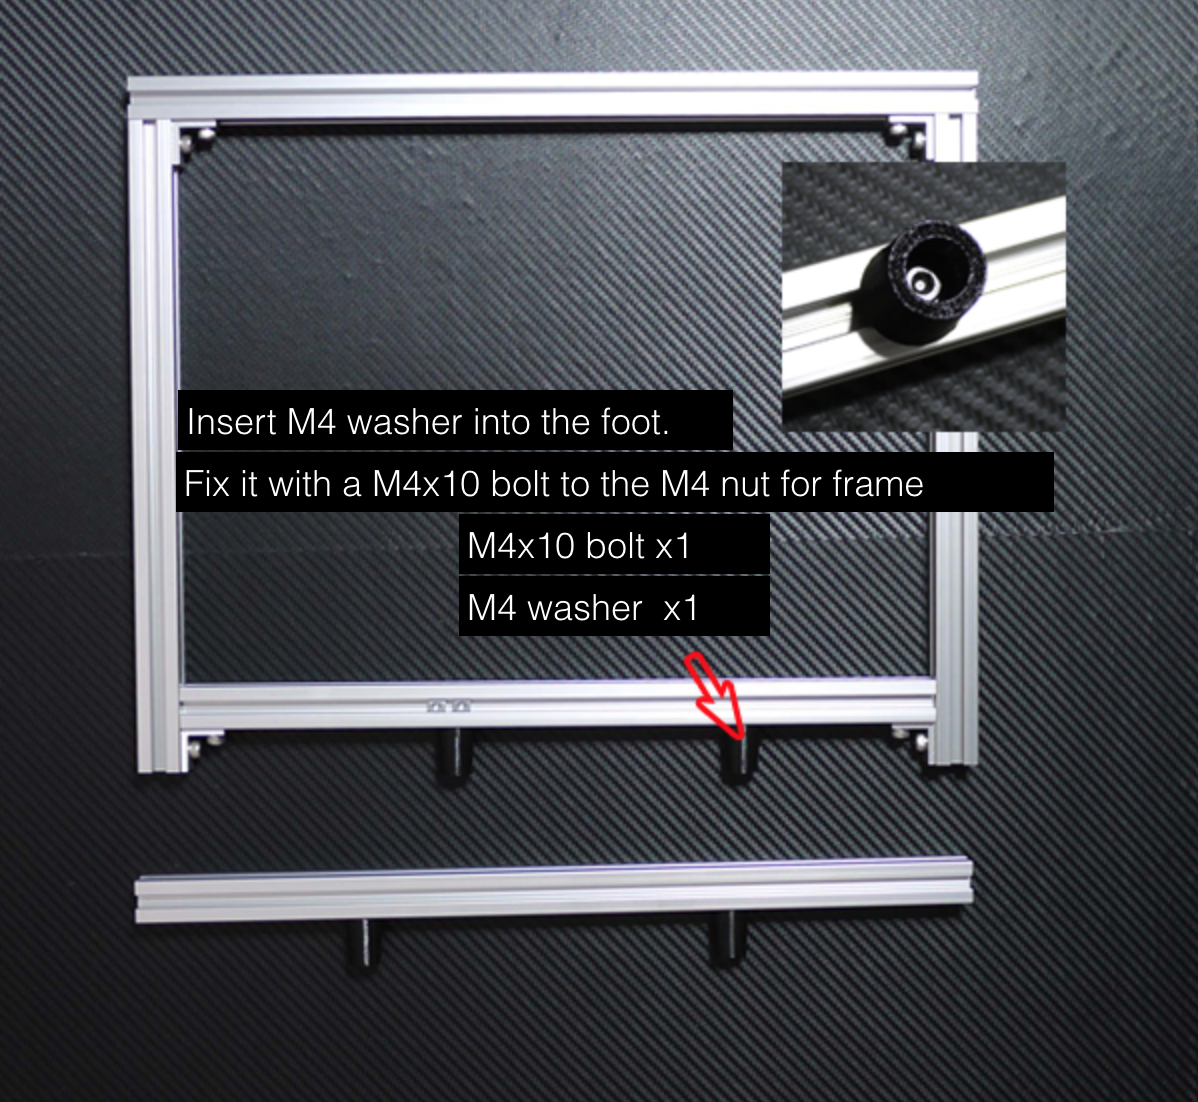 Insert M4 washer into the foot.
Fix it with a M4x10 bolt to the M4 nut for frame
M4x10 bolt x1
M4 washer  x1